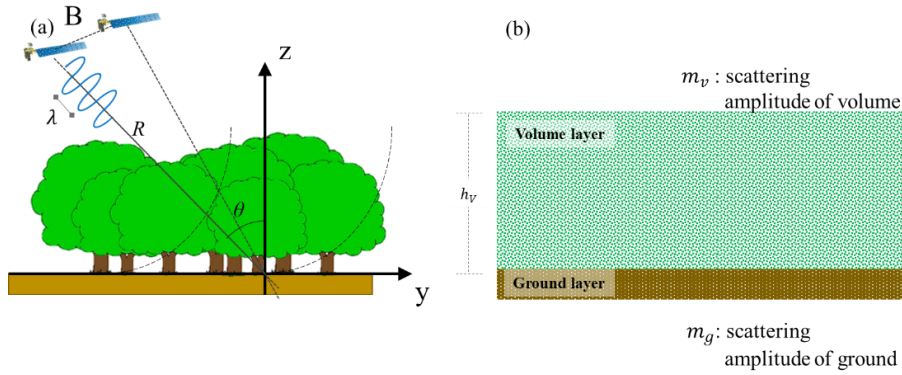 (a)
B
z
λ
R
θ
y
(b)
m_v : scattering
amplitude of volume
Volume layer
h_V
Ground layer
m_g: scattering
amplitude of ground